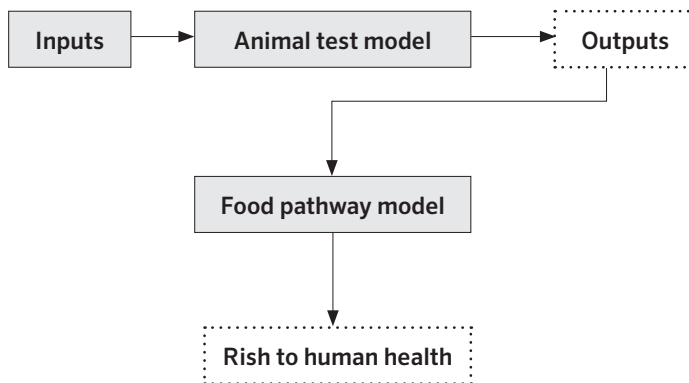 Inputs
Animal test model
Outputs
Food pathway model
Rish to human health